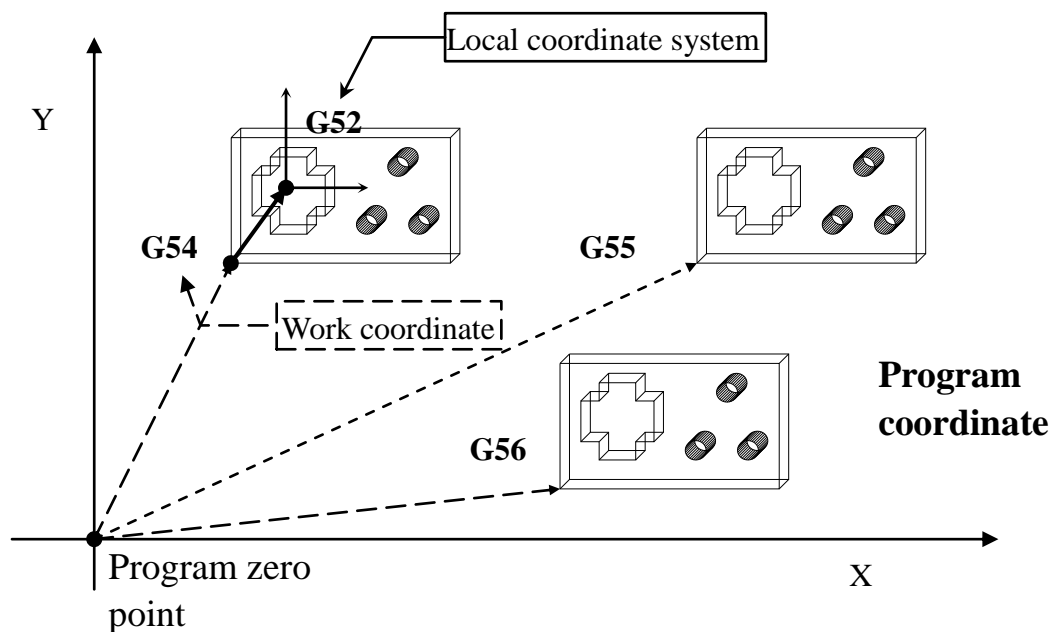 Local coordinate system
Y
G52
G54
G55
Work coordinate
Program
coordinate
G56
Program zero
point
X